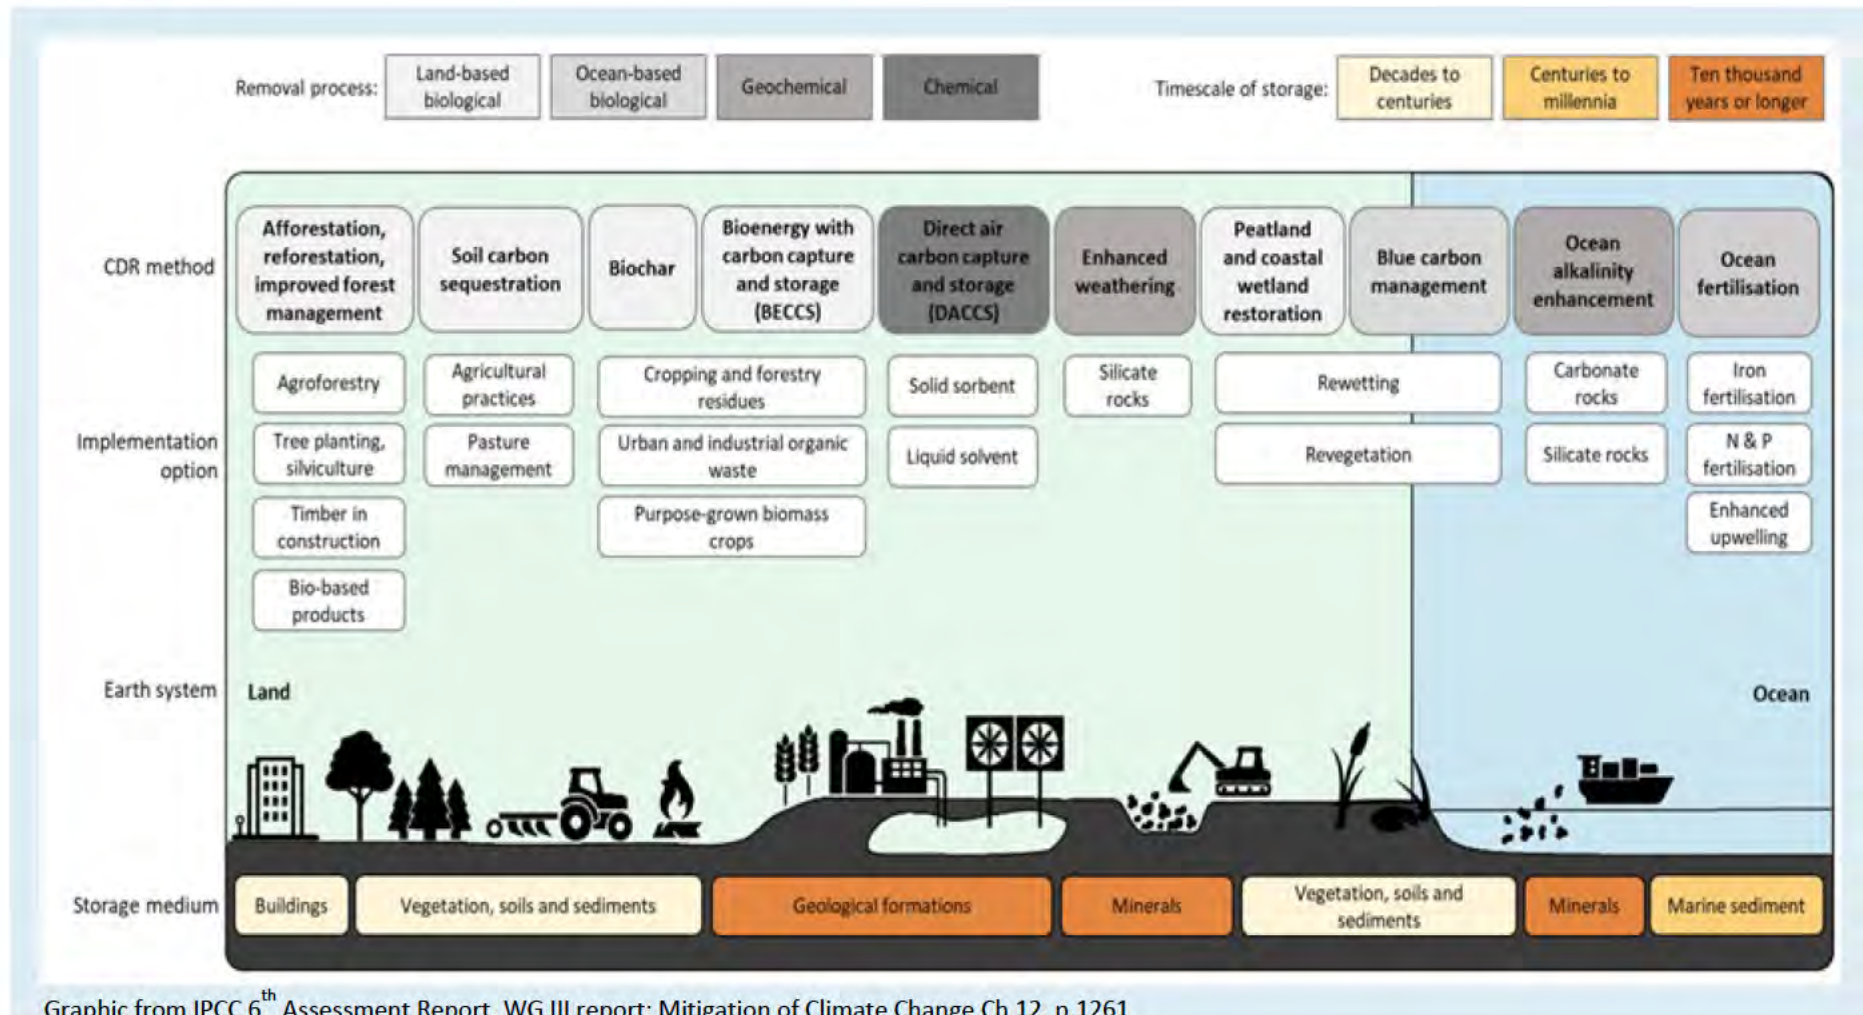 Removal process:
Land-based
biological
Ocean-based
biological
Geochemical
Chemical
Timescale of storage:
Decades to
centuries
Centuries to
millennia
Ten thousand
years or longer
CDR method
Afforestation,
reforestation,
improved forest
management
Soil carbon
sequestration
Biochar
Bioenergy with
carbon capture
and storage
(BECCS)
Direct air
carbon capture
and storage
(DACCS)
Enhanced
weathering
Peatland
and coastal
wetland
restoration
Blue carbon
management
Ocean
alkalinity
enhancement
Ocean
fertilisation
Implementation
option
Agroforestry
Tree planting,
silviculture
Timber in
construction
Bio-based
products
Agricultural
practices
Pasture
management
Cropping and forestry
residues
Urban and industrial organic
waste
Purpose-grown biomass
crops
Solid sorbent
Liquid solvent
Silicate
rocks
Rewetting
Revegetation
Carbonate
rocks
Silicate rocks
Iron
fertilisation
N & P
fertilisation
Enhanced
upwelling
Earth system
Land
Ocean
Storage medium
Buildings
Vegetation, soils and sediments
Geological formations
Minerals
Vegetation, soils and
sediments
Minerals
Marine sediment
Graphic from IPCC 6th Assessment Report, WG III report: Mitigation of Climate Change Ch 12, p 1261